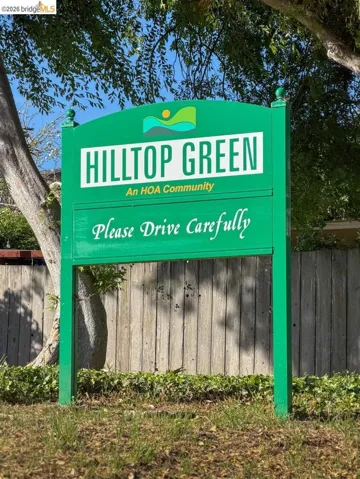 ©2026 bridgeMLS
HILLTOP GREEN
An HOA Community
Please Drive Carefully